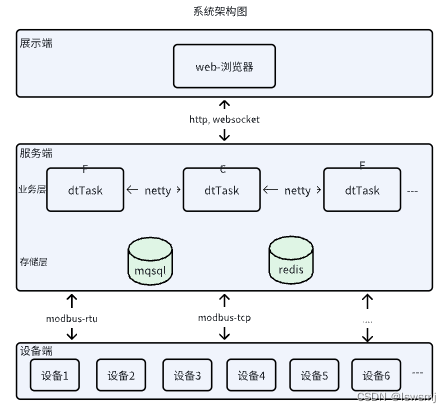 系统架构图
展示端
web-浏览器
http, websocket
服务端
F C F
业务层 dtTask netty dtTask netty dtTask ---
存储层 mqsql redis
modbus-rtu modbus-tcp ....
设备端
设备1 设备2 设备3 设备4 设备5 设备6 ---
CSDN @lswsmj